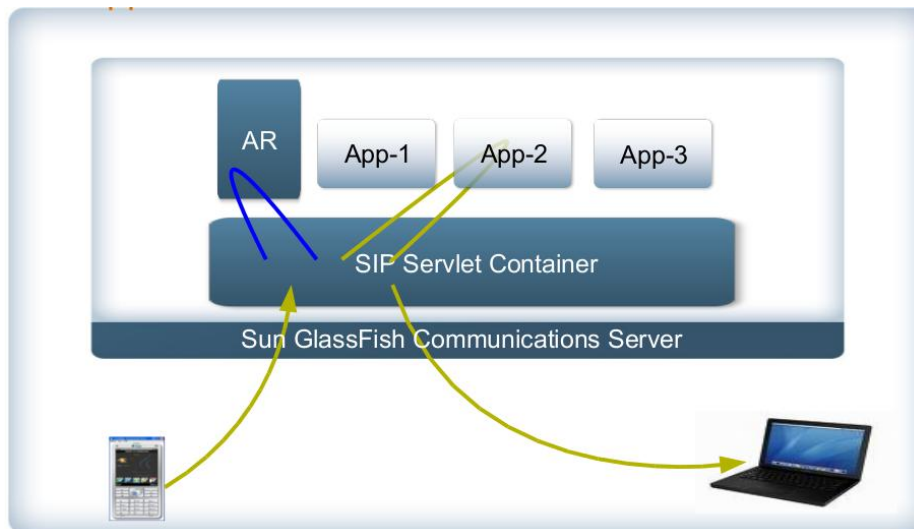 AR
App-1
App-2
App-3
SIP Servlet Container
Sun GlassFish Communications Server